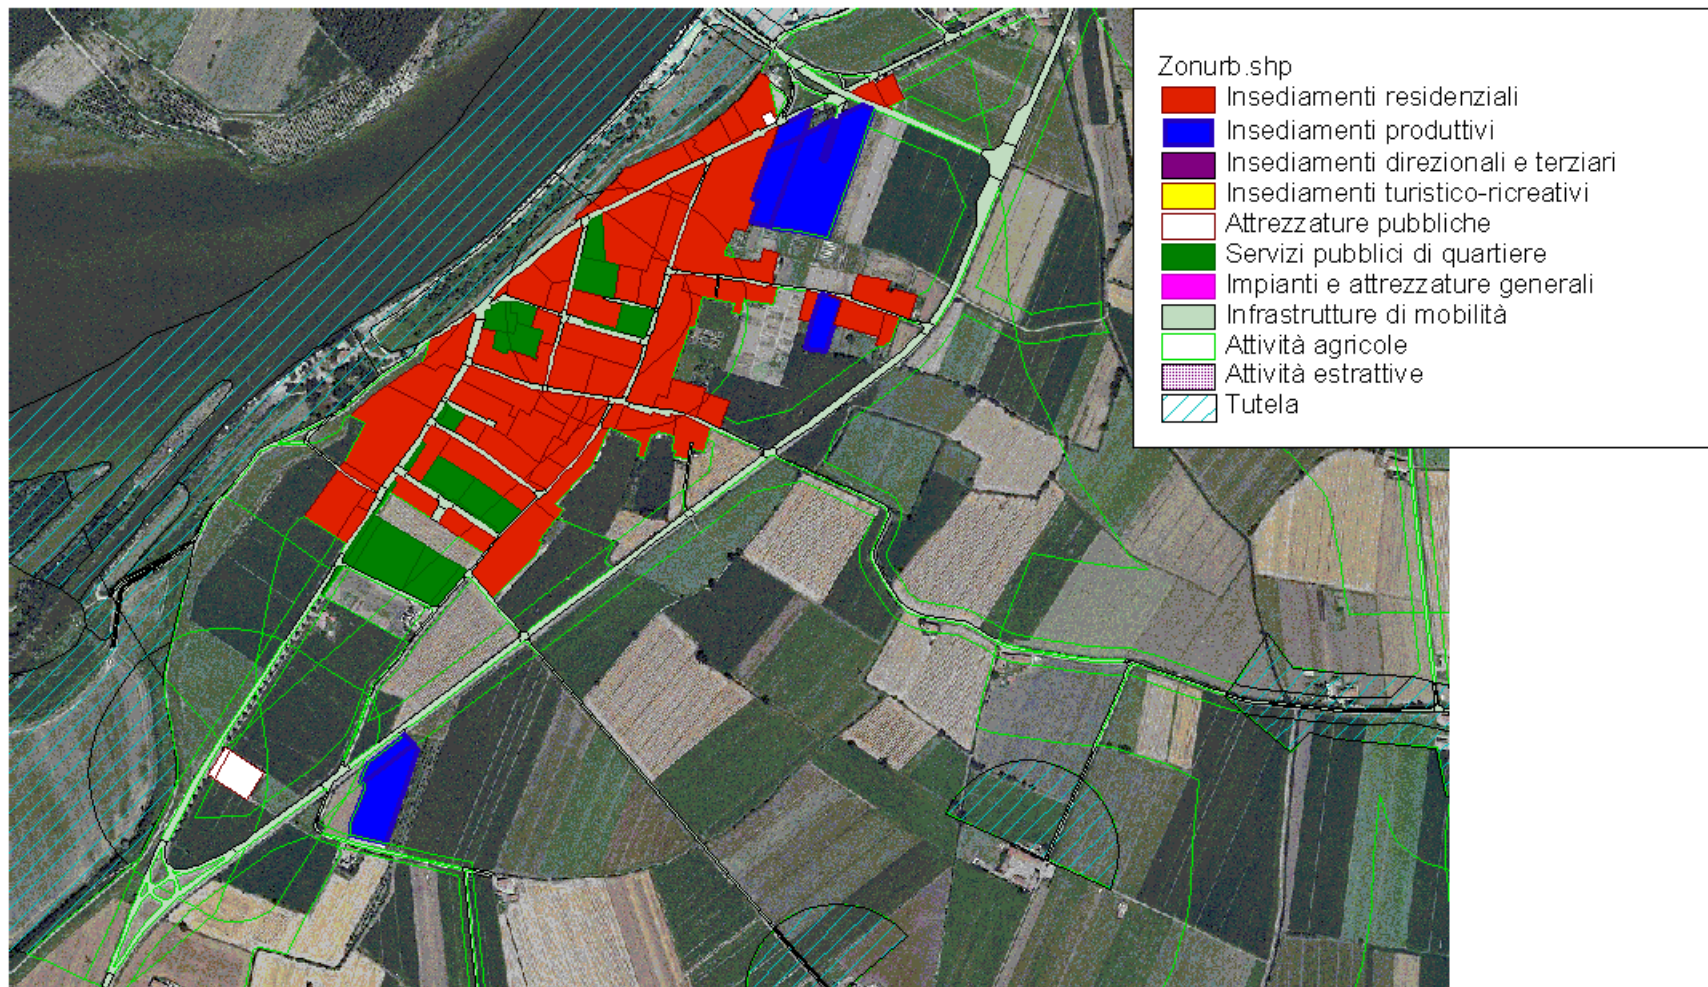 Zonurb.shp
Insediamenti residenziali
Insediamenti produttivi
Insediamenti direzionali e terziari
Insediamenti turistico-ricreativi
Attrezzature pubbliche
Servizi pubblici di quartiere
Impianti e attrezzature generali
Infrastrutture di mobilità
Attività agricole
Attività estrattive
Tutela